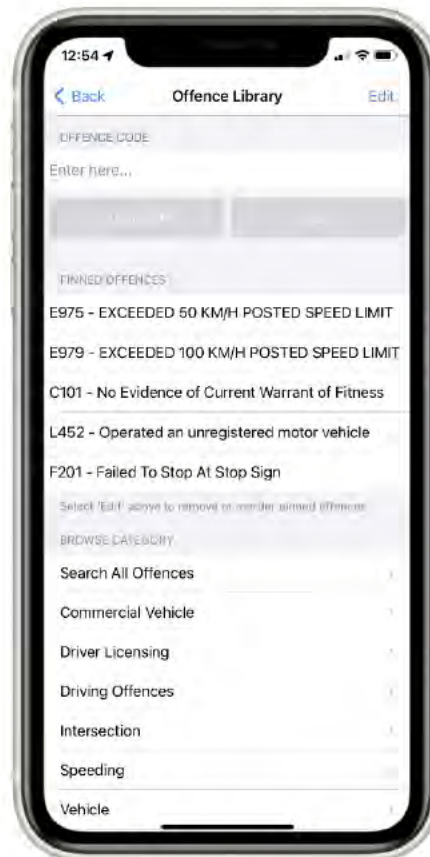 12:54
Back Offence Library Edit
OFFENCE CODE
Enter here...
PINNED OFFENCES
E975 - EXCEEDED 50 KM/H POSTED SPEED LIMIT
E979 - EXCEEDED 100 KM/H POSTED SPEED LIMIT
C101 - No Evidence of Current Warrant of Fitness
L452 - Operated an unregistered motor vehicle
F201 - Failed To Stop At Stop Sign
Select 'Edit' above to remove or reorder pinned offences
BROWSE CATEGORY
Search All Offences
Commercial Vehicle
Driver Licensing
Driving Offences
Intersection
Speeding
Vehicle